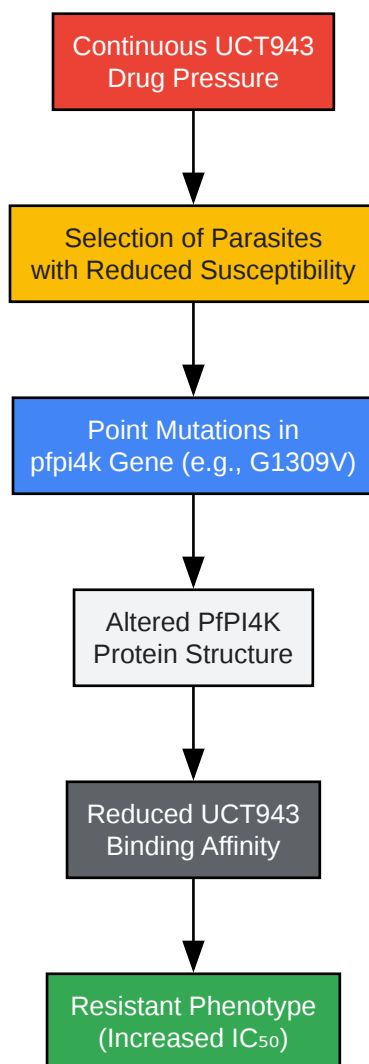 Continuous UCT943
Drug Pressure
Selection of Parasites
with Reduced Susceptibility
Point Mutations in
pfpi4k Gene (e.g., G1309V)
Altered PfPI4K
Protein Structure
Reduced UCT943
Binding Affinity
Resistant Phenotype
(Increased IC₅₀)